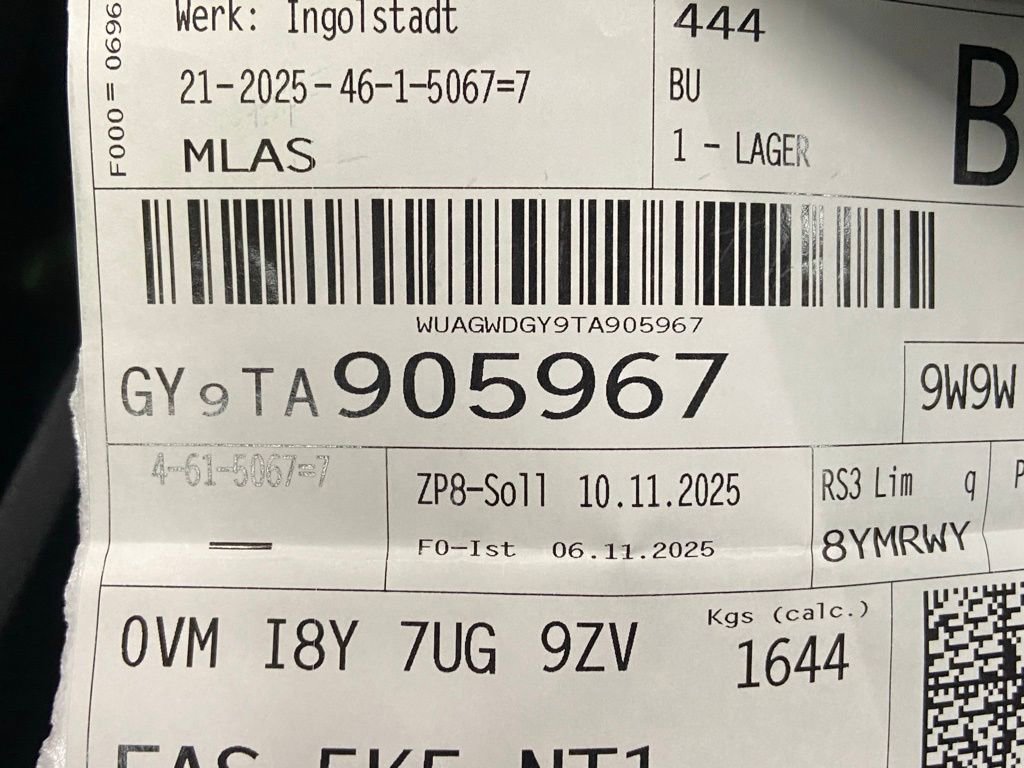 F000 = 0696
Werk: Ingolstadt
21-2025-46-1-5067=7
MLAS
444
BU
1 - LAGER
B
WUAGWDGY9TA905967
GY9TA905967
9W9W
4-61-5067=7
ZP8-Soll 10.11.2025
F0-Ist 06.11.2025
RS3 Lim q
8YMRWY
P
0VM I8Y 7UG 9ZV
Kgs (calc.)
1644